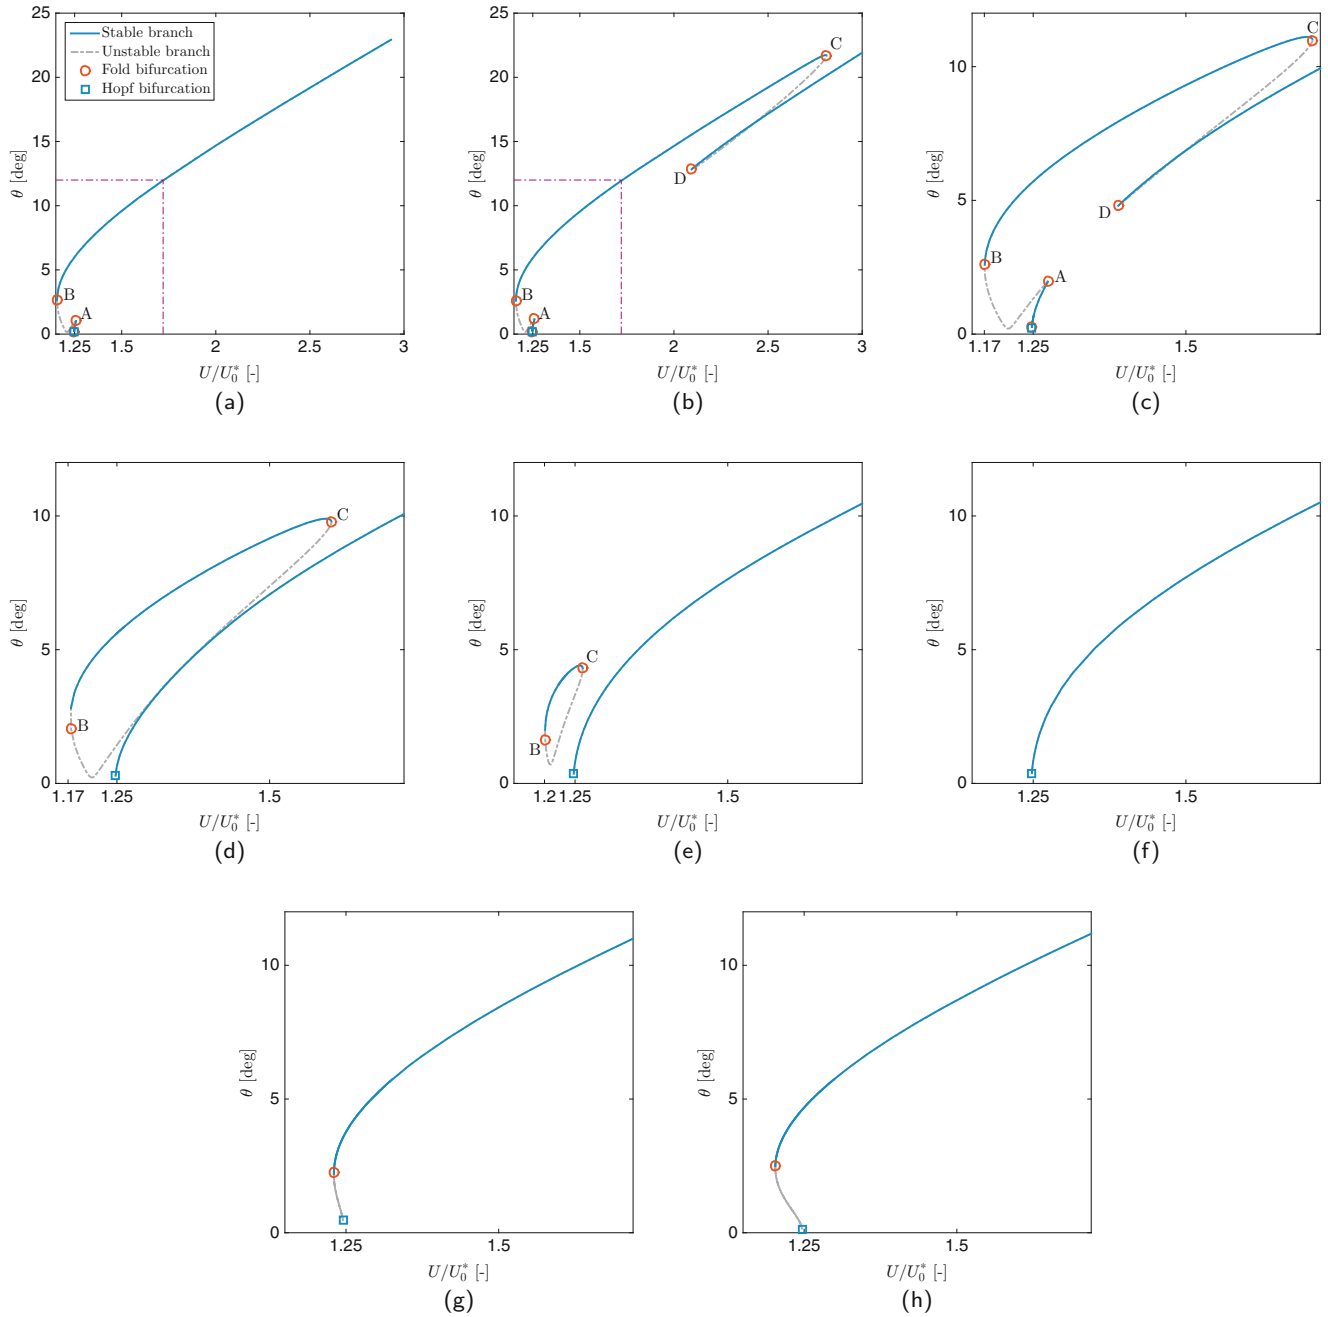 Stable branch
Unstable branch
Fold bifurcation
Hopf bifurcation
25
20
15
10
5
0
θ [deg]
B
A
1.25
1.5
2
2.5
3
U/U₀* [-]
(a)
25
20
15
10
5
0
θ [deg]
C
D
B
A
1.25
1.5
2
2.5
3
U/U₀* [-]
(b)
10
5
0
θ [deg]
C
D
B
A
1.17
1.25
1.5
U/U₀* [-]
(c)
10
5
0
θ [deg]
C
B
1.17
1.25
1.5
U/U₀* [-]
(d)
10
5
0
θ [deg]
C
B
1.2
1.25
1.5
U/U₀* [-]
(e)
10
5
0
θ [deg]
1.25
1.5
U/U₀* [-]
(f)
10
5
0
θ [deg]
1.25
1.5
U/U₀* [-]
(g)
10
5
0
θ [deg]
1.25
1.5
U/U₀* [-]
(h)